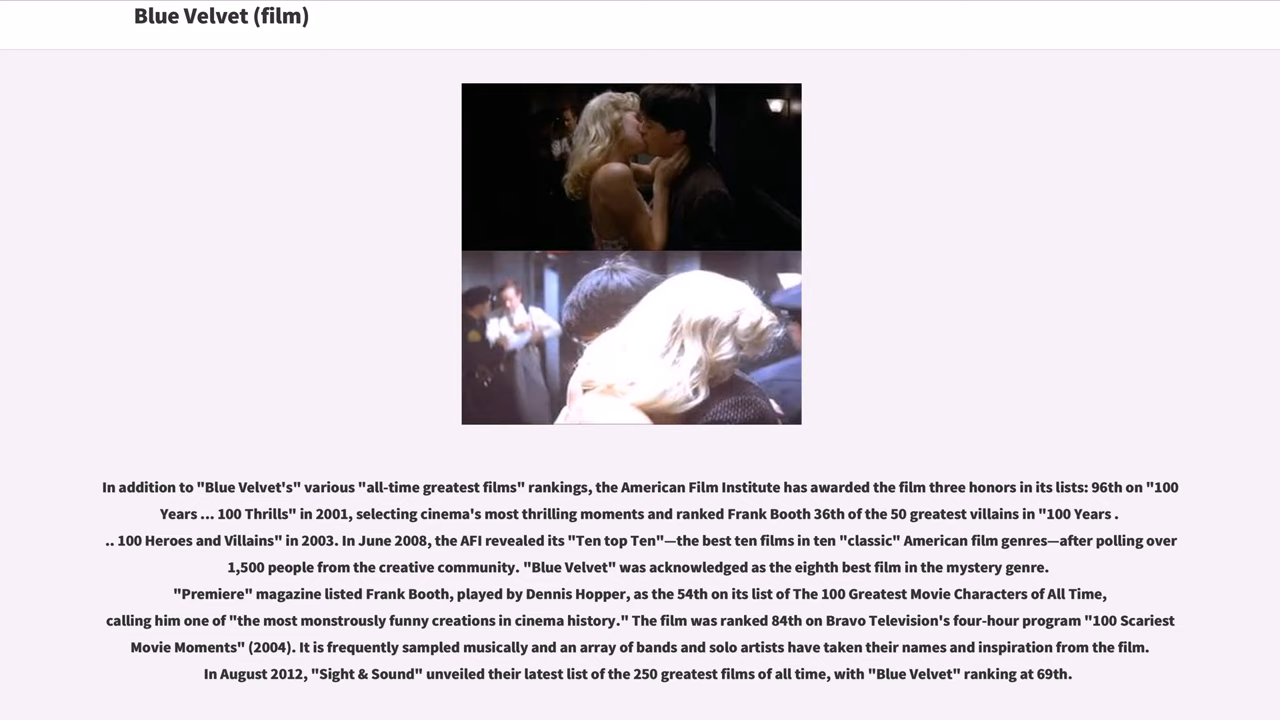 Blue Velvet (film)
In addition to "Blue Velvet's" various "all-time greatest films" rankings, the American Film Institute has awarded the film three honors in its lists: 96th on "100
Years ... 100 Thrills" in 2001, selecting cinema's most thrilling moments and ranked Frank Booth 36th of the 50 greatest villains in "100 Years .
.. 100 Heroes and Villains" in 2003. In June 2008, the AFI revealed its "Ten top Ten"—the best ten films in ten "classic" American film genres—after polling over
1,500 people from the creative community. "Blue Velvet" was acknowledged as the eighth best film in the mystery genre.
"Premiere" magazine listed Frank Booth, played by Dennis Hopper, as the 54th on its list of The 100 Greatest Movie Characters of All Time,
calling him one of "the most monstrously funny creations in cinema history." The film was ranked 84th on Bravo Television's four-hour program "100 Scariest
Movie Moments" (2004). It is frequently sampled musically and an array of bands and solo artists have taken their names and inspiration from the film.
In August 2012, "Sight & Sound" unveiled their latest list of the 250 greatest films of all time, with "Blue Velvet" ranking at 69th.